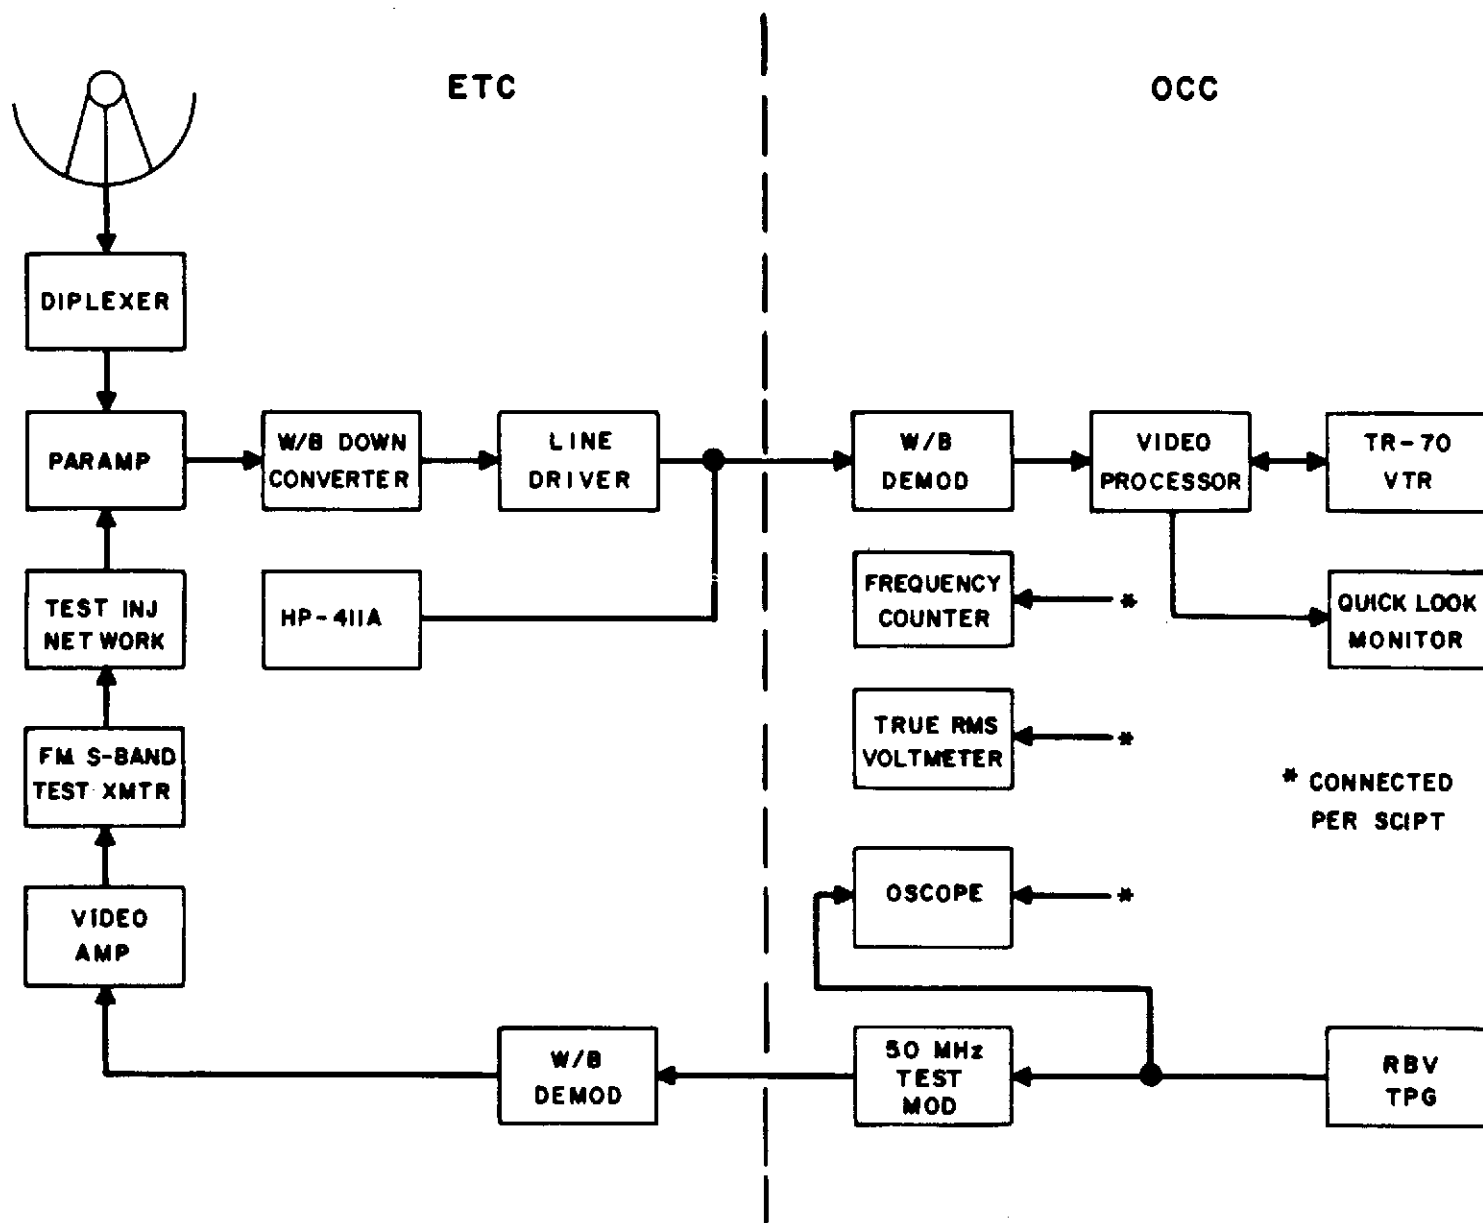 ETC
OCC
DIPLEXER
PARAMP
W/B DOWN
CONVERTER
LINE
DRIVER
W/B
DEMOD
VIDEO
PROCESSOR
TR-70
VTR
TEST INJ
NETWORK
HP-411A
FREQUENCY
COUNTER
*
QUICK LOOK
MONITOR
FM S-BAND
TEST XMTR
TRUE RMS
VOLTMETER
*
* CONNECTED
PER SCIPT
VIDEO
AMP
OSCOPE
*
W/B
DEMOD
50 MHz
TEST
MOD
RBV
TPG